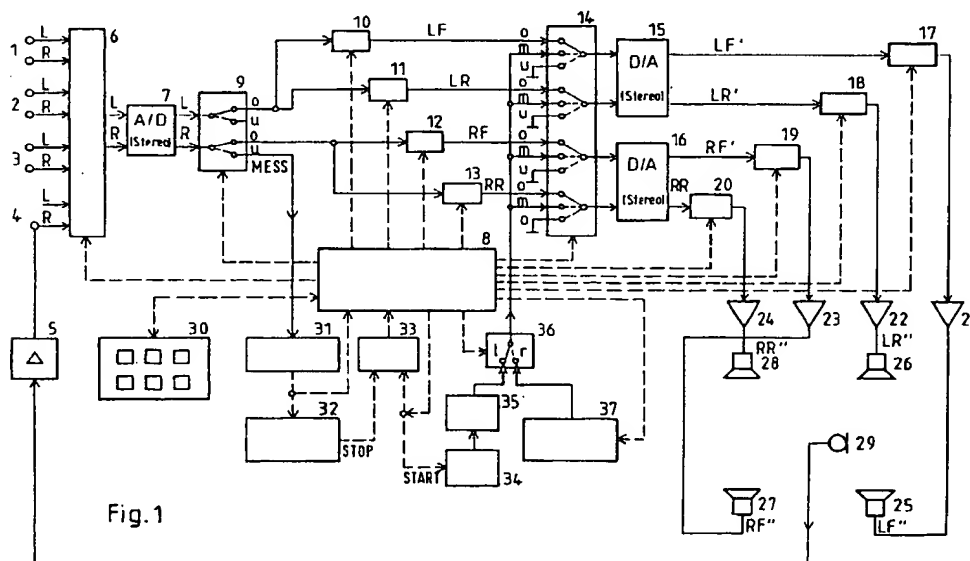 L 6
1 R
L
2 R
L
3 R
L
4 R
L
R
7
A/D
(Stereo)
L
R
9
o
u
o
u
MESS
10
LF
11
LR
12
RF
13
RR
14
o
m
u
o
m
u
o
m
u
o
m
o
15
D/A
(Stereo)
16
D/A
(Stereo)
LF'
LR'
RF'
RR
17
18
19
20
8
5
Δ
30
31
32
STOP
33
START
34
35
36
l r
37
24
RR"
28
23
22
LR"
26
2
29
27
RF"
25
LF"
Fig.1